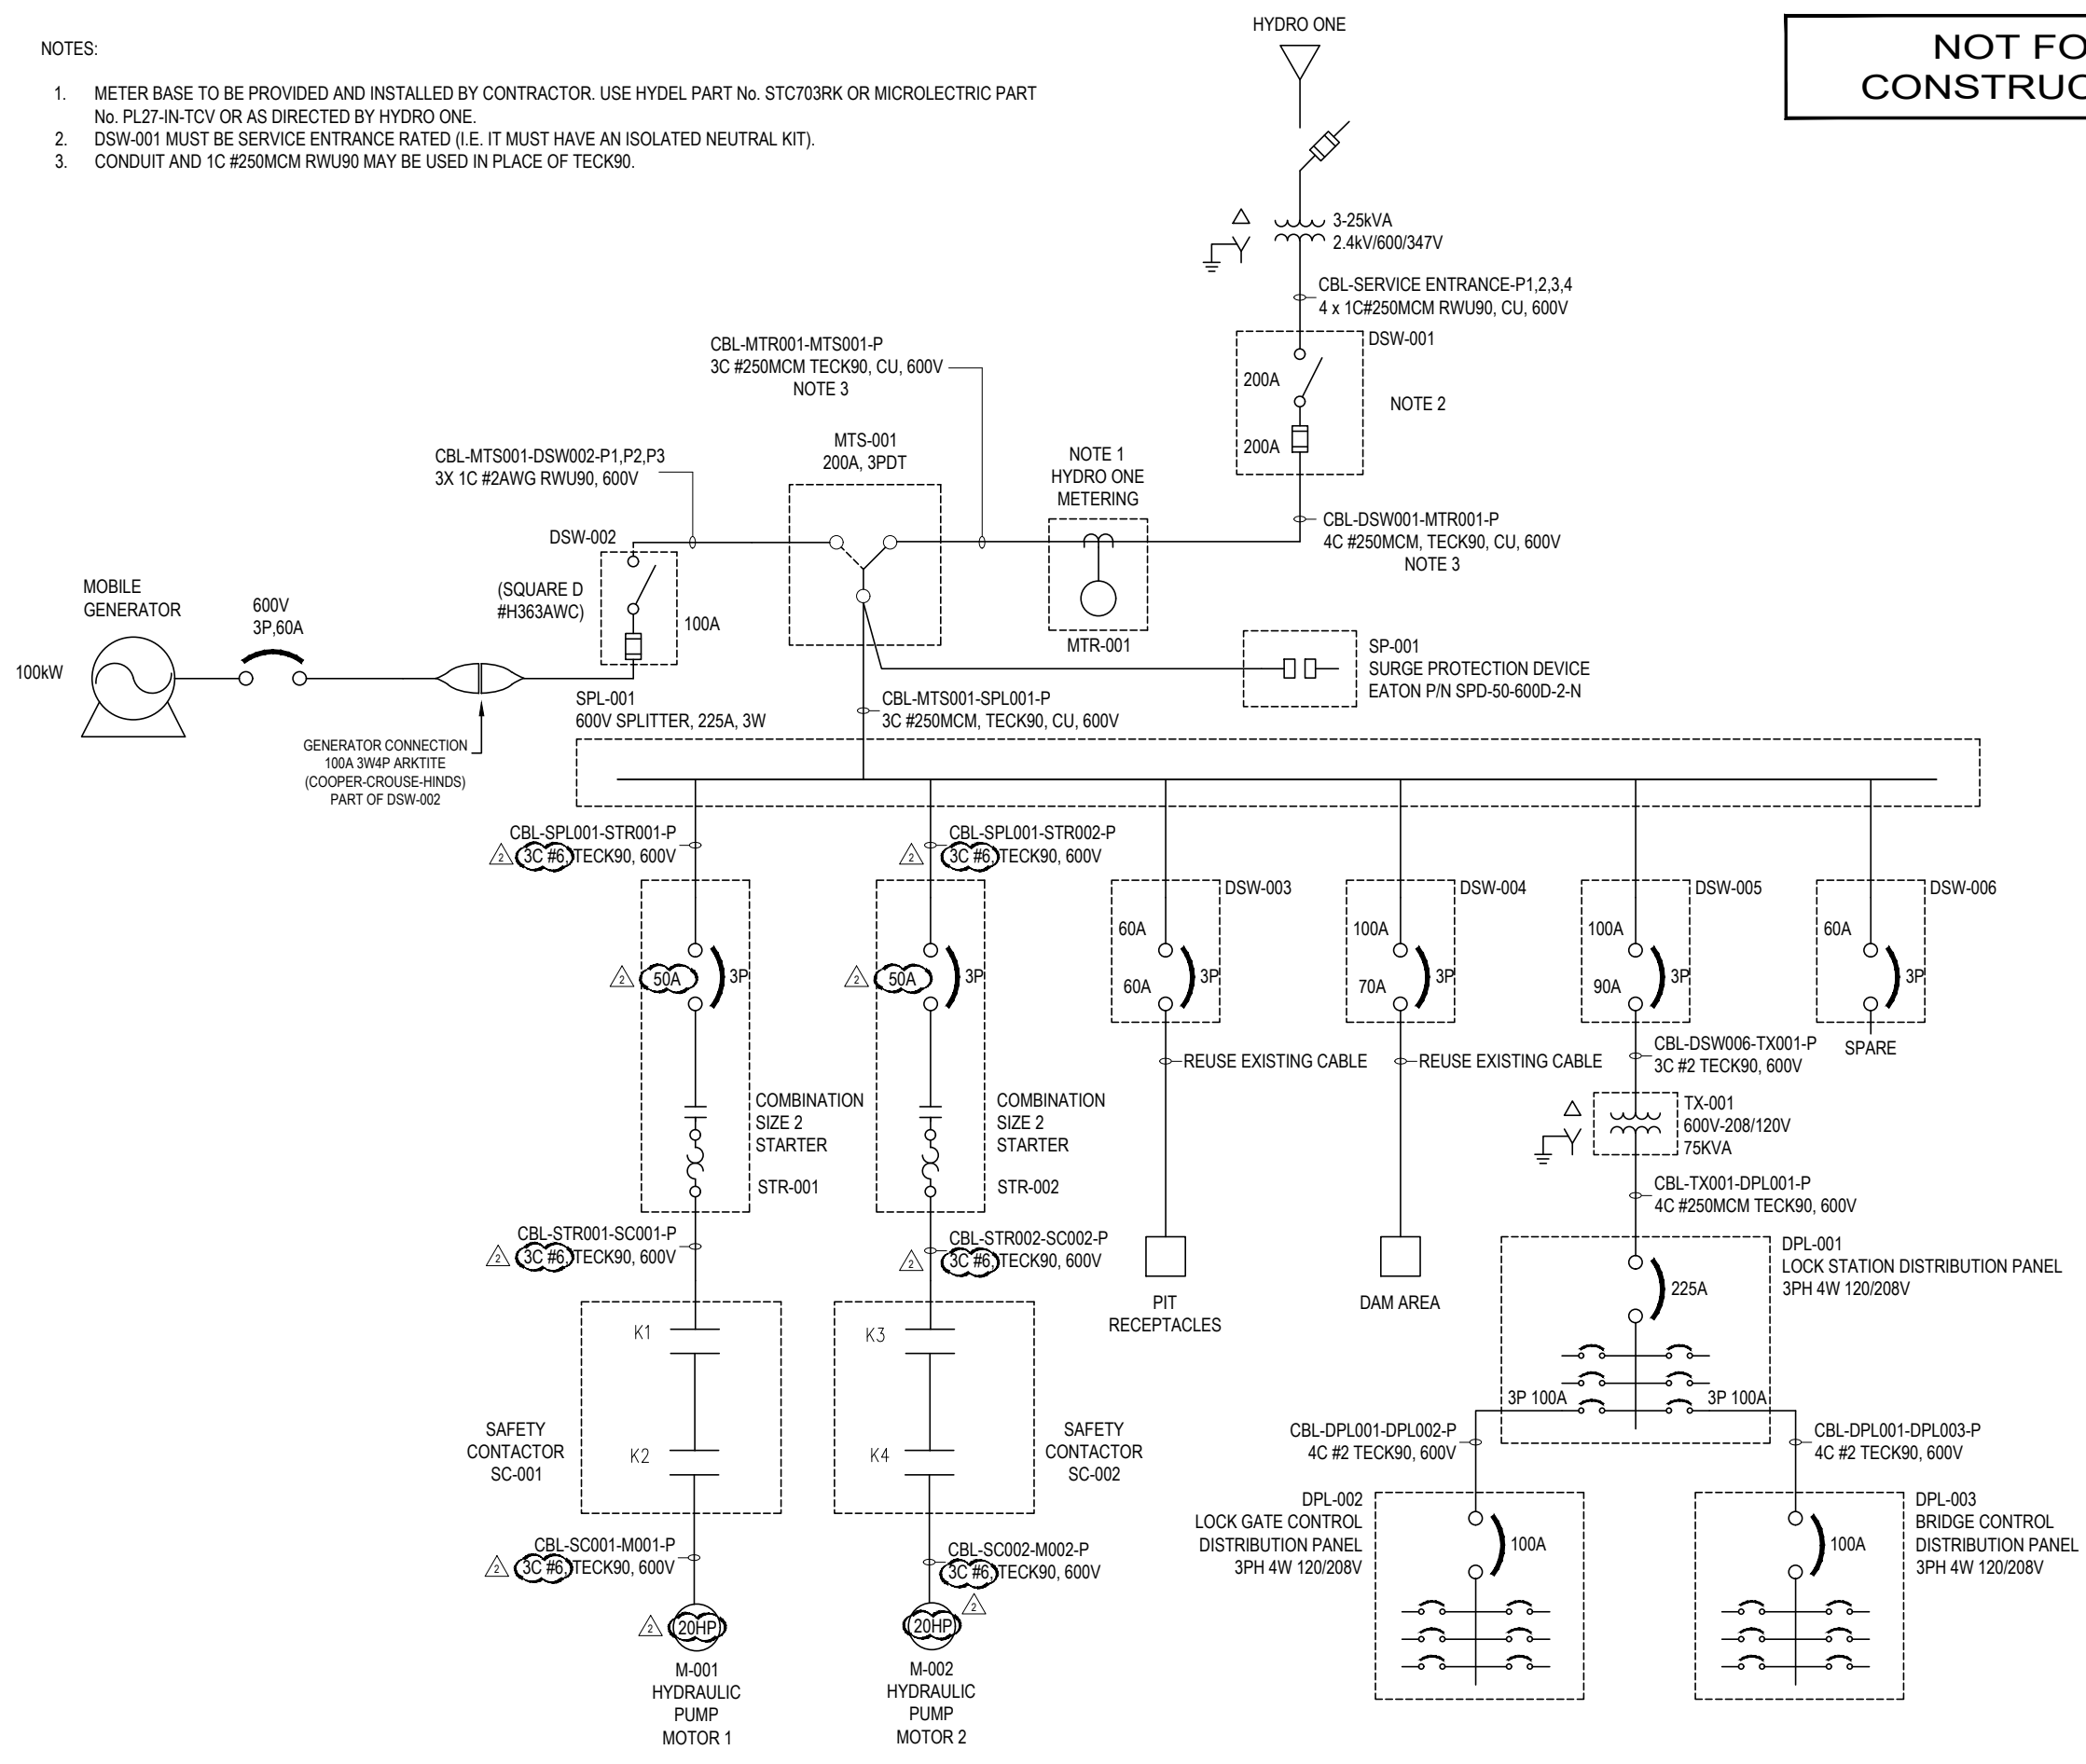 NOTES:
1. METER BASE TO BE PROVIDED AND INSTALLED BY CONTRACTOR. USE HYDEL PART No. STC703RK OR MICROLECTRIC PART
No. PL27-IN-TCV OR AS DIRECTED BY HYDRO ONE.
2. DSW-001 MUST BE SERVICE ENTRANCE RATED (I.E. IT MUST HAVE AN ISOLATED NEUTRAL KIT).
3. CONDUIT AND 1C #250MCM RWU90 MAY BE USED IN PLACE OF TECK90.
HYDRO ONE
NOT FO
CONSTRUC
3-25kVA
2.4kV/600/347V
CBL-SERVICE ENTRANCE-P1,2,3,4
4 x 1C#250MCM RWU90, CU, 600V
DSW-001
200A
200A
NOTE 2
CBL-MTR001-MTS001-P
3C #250MCM TECK90, CU, 600V
NOTE 3
MTS-001
200A, 3PDT
NOTE 1
HYDRO ONE
METERING
MTR-001
CBL-DSW001-MTR001-P
4C #250MCM, TECK90, CU, 600V
NOTE 3
CBL-MTS001-DSW002-P1,P2,P3
3X 1C #2AWG RWU90, 600V
DSW-002
(SQUARE D
#H363AWC)
100A
MOBILE
GENERATOR
100kW
600V
3P,60A
GENERATOR CONNECTION
100A 3W4P ARKTITE
(COOPER-CROUSE-HINDS)
PART OF DSW-002
SP-001
SURGE PROTECTION DEVICE
EATON P/N SPD-50-600D-2-N
SPL-001
600V SPLITTER, 225A, 3W
CBL-MTS001-SPL001-P
3C #250MCM, TECK90, CU, 600V
CBL-SPL001-STR001-P
2 3C #6, TECK90, 600V
CBL-SPL001-STR002-P
2 3C #6, TECK90, 600V
2 50A 3P
2 50A 3P
DSW-003
60A
60A
3P
DSW-004
100A
70A
3P
DSW-005
100A
90A
3P
DSW-006
60A
3P
SPARE
REUSE EXISTING CABLE
REUSE EXISTING CABLE
CBL-DSW006-TX001-P
3C #2 TECK90, 600V
COMBINATION
SIZE 2
STARTER
STR-001
COMBINATION
SIZE 2
STARTER
STR-002
TX-001
600V-208/120V
75KVA
CBL-TX001-DPL001-P
4C #250MCM TECK90, 600V
CBL-STR001-SC001-P
2 3C #6, TECK90, 600V
CBL-STR002-SC002-P
2 3C #6, TECK90, 600V
PIT
RECEPTACLES
DAM AREA
DPL-001
LOCK STATION DISTRIBUTION PANEL
3PH 4W 120/208V
225A
3P 100A
3P 100A
K1
K2
SAFETY
CONTACTOR
SC-001
K3
K4
SAFETY
CONTACTOR
SC-002
CBL-DPL001-DPL002-P
4C #2 TECK90, 600V
CBL-DPL001-DPL003-P
4C #2 TECK90, 600V
DPL-002
LOCK GATE CONTROL
DISTRIBUTION PANEL
3PH 4W 120/208V
100A
DPL-003
BRIDGE CONTROL
DISTRIBUTION PANEL
3PH 4W 120/208V
100A
CBL-SC001-M001-P
2 3C #6, TECK90, 600V
CBL-SC002-M002-P
3C #6, TECK90, 600V
2
2 20HP
20HP
M-001
HYDRAULIC
PUMP
MOTOR 1
M-002
HYDRAULIC
PUMP
MOTOR 2